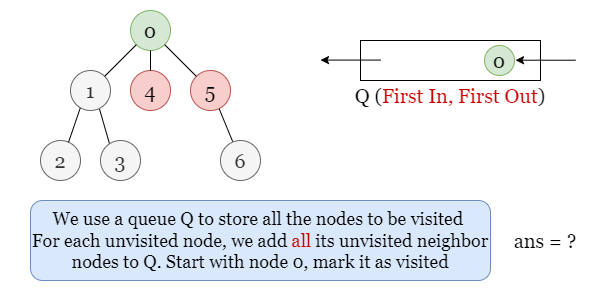 0
0
1
4
5
Q (First In, First Out)
2
3
6
We use a queue Q to store all the nodes to be visited
For each unvisited node, we add all its unvisited neighbor
nodes to Q. Start with node 0, mark it as visited
ans = ?